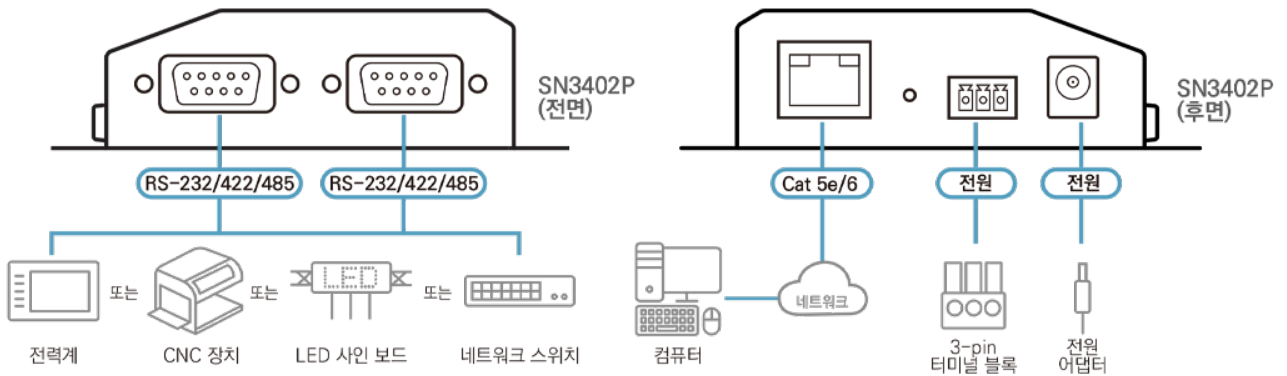 SN3402P
(전면)
SN3402P
(후면)
RS-232/422/485
RS-232/422/485
Cat 5e/6
전원
전원
또는
또는
LED
또는
네트워크
전력계
CNC 장치
LED 사인 보드
네트워크 스위치
컴퓨터
3-pin
터미널 블록
전원
어댑터